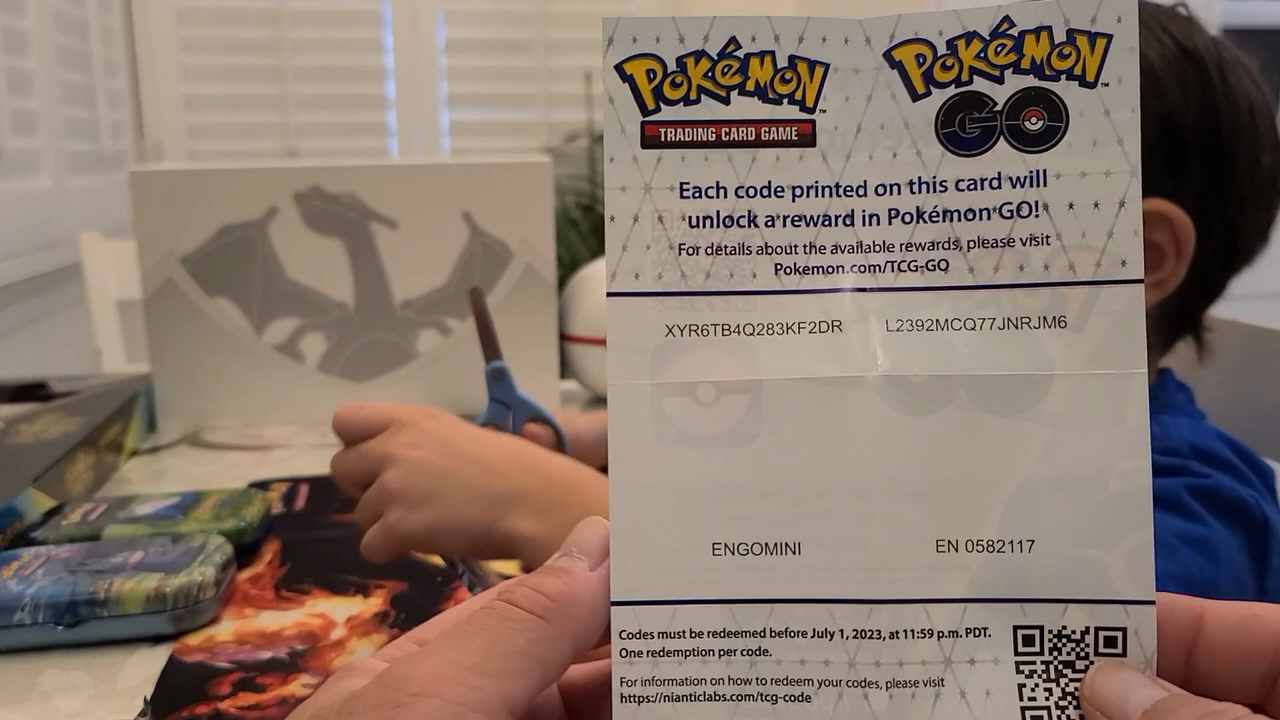 POKéMON™ POKéMON™
TRADING CARD GAME GO
Each code printed on this card will
unlock a reward in Pokémon GO!
For details about the available rewards, please visit
Pokemon.com/TCG-GO
XYR6TB4Q283KF2DR L2392MCQ77JNRJM6
ENGOMINI EN 0582117
Codes must be redeemed before July 1, 2023, at 11:59 p.m. PDT.
One redemption per code.
For information on how to redeem your codes, please visit
https://nianticlabs.com/tcg-code